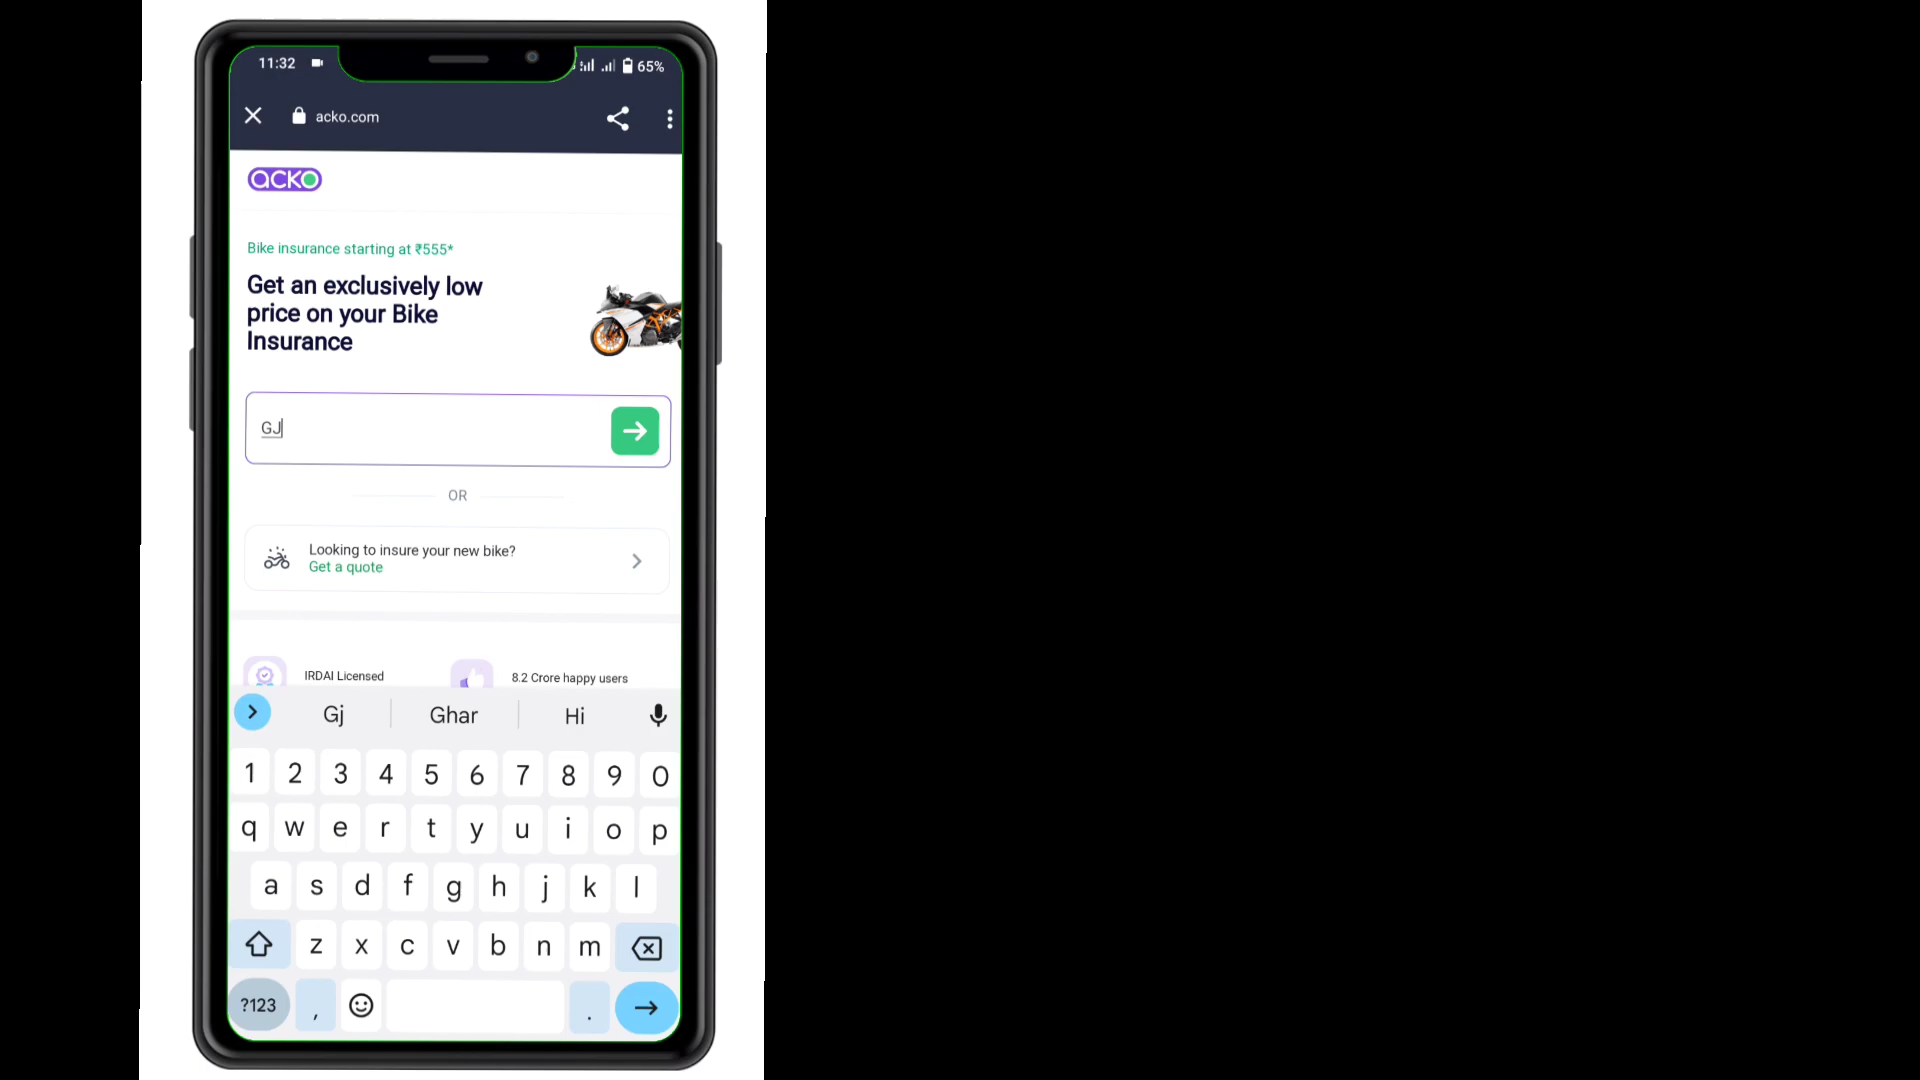 11:32
65%
acko.com
acko
Bike insurance starting at ₹555*
Get an exclusively low
price on your Bike
Insurance
GJ
OR
Looking to insure your new bike?
Get a quote
IRDAI Licensed
8.2 Crore happy users
Gj Ghar Hi
1 2 3 4 5 6 7 8 9 0
q w e r t y u i o p
a s d f g h j k l
z x c v b n m
?123 , .